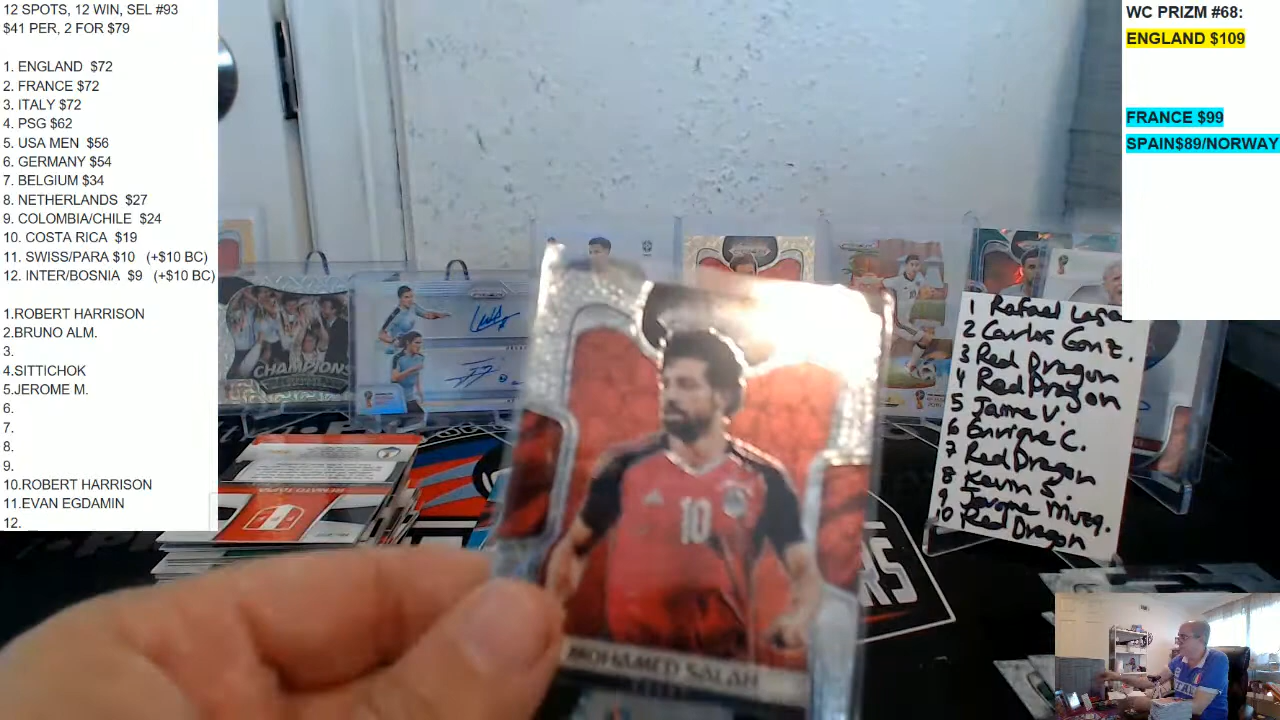 12 SPOTS, 12 WIN, SEL #93
$41 PER, 2 FOR $79
1. ENGLAND $72
2. FRANCE $72
3. ITALY $72
4. PSG $62
5. USA MEN $56
6. GERMANY $54
7. BELGIUM $34
8. NETHERLANDS $27
9. COLOMBIA/CHILE $24
10. COSTA RICA $19
11. SWISS/PARA $10 (+$10 BC)
12. INTER/BOSNIA $9 (+$10 BC)
1.ROBERT HARRISON
2.BRUNO ALM.
3.
4.SITTICHOK
5.JEROME M.
6.
7.
8.
9.
10.ROBERT HARRISON
11.EVAN EGDAMIN
12.
WC PRIZM #68:
ENGLAND $109
FRANCE $99
SPAIN$89/NORWAY
CHAMPIONS
10
MOHAMED SALAH
1 Rafael
2 Carlos Gonz.
3 Red Dragon
4 Red Dragon
5 Jaime V.
6 Enrique C.
7 Red Dragon
8 Kevin S.
9 Jerome
10 Red Dragon